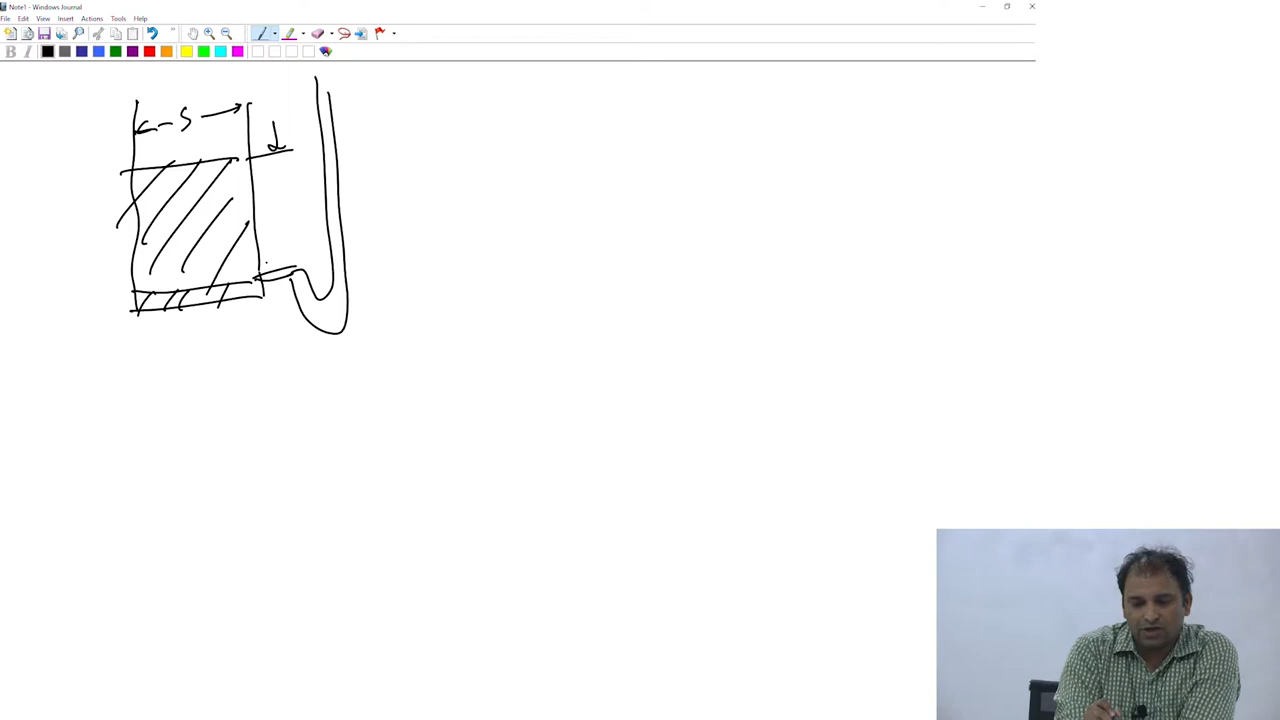 Note1 - Windows Journal
File Edit View Insert Actions Tools Help
B I
S
d